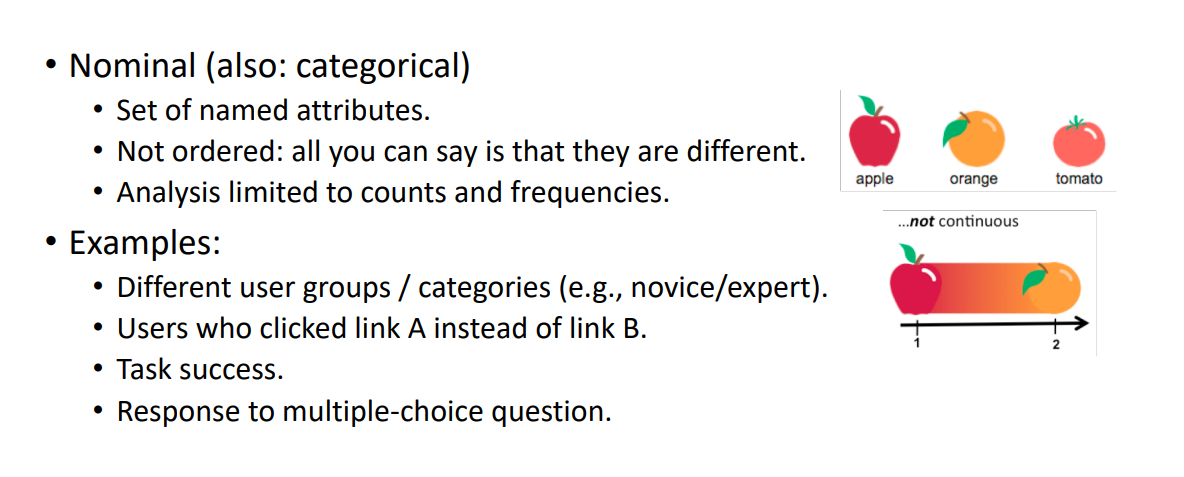 • Nominal (also: categorical)
• Set of named attributes.
• Not ordered: all you can say is that they are different.
• Analysis limited to counts and frequencies.
• Examples:
• Different user groups / categories (e.g., novice/expert).
• Users who clicked link A instead of link B.
• Task success.
• Response to multiple-choice question.
apple orange tomato
...not continuous
1 2